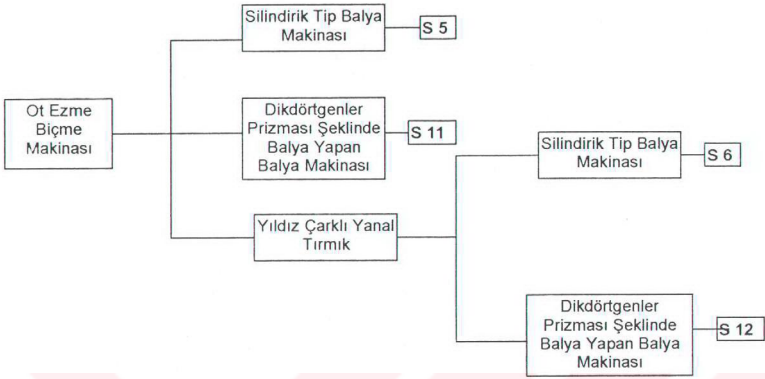 Silindirik Tip Balya
Makinası
S 5
Ot Ezme
Biçme
Makinası
Dikdörtgenler
Prizması Şeklinde
Balya Yapan
Balya Makinası
S 11
Silindirik Tip Balya
Makinası
S 6
Yıldız Çarklı Yanal
Tırmık
Dikdörtgenler
Prizması Şeklinde
Balya Yapan Balya
Makinası
S 12